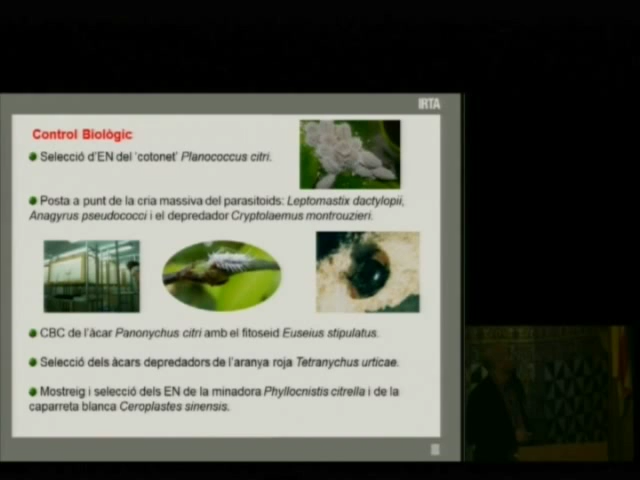 IRTA
Control Biològic
Selecció d'EN del 'cotonet' Planococcus citri.
Posta a punt de la cria massiva del parasitoids: Leptomastix dactylopii,
Anagyrus pseudococci i el depredador Cryptolaemus montrouzieri.
CBC de l'àcar Panonychus citri amb el fitoseid Euseius stipulatus.
Selecció dels àcars depredadors de l'aranya roja Tetranychus urticae.
Mostreig i selecció dels EN de la minadora Phyllocnistis citrella i de la
caparreta blanca Ceroplastes sinensis.